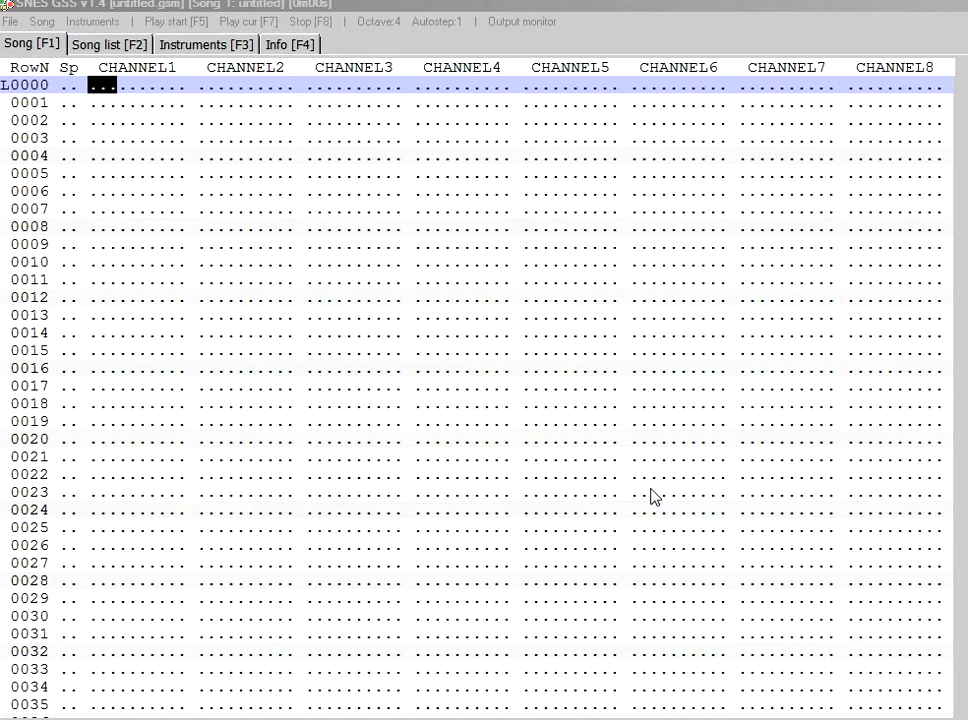 SNES GSS v1.4 [untitled.gsm] [Song 1: untitled] [0m00s]
File Song Instruments | Play start [F5] Play cur [F7] Stop [F8] | Octave:4 Autostep:1 | Output monitor
Song [F1] Song list [F2] Instruments [F3] Info [F4]
RowN Sp CHANNEL1 CHANNEL2 CHANNEL3 CHANNEL4 CHANNEL5 CHANNEL6 CHANNEL7 CHANNEL8
L0000 .. .......... .......... .......... .......... .......... .......... .......... ..........
0001 .. .......... .......... .......... .......... .......... .......... .......... ..........
0002 .. .......... .......... .......... .......... .......... .......... .......... ..........
0003 .. .......... .......... .......... .......... .......... .......... .......... ..........
0004 .. .......... .......... .......... .......... .......... .......... .......... ..........
0005 .. .......... .......... .......... .......... .......... .......... .......... ..........
0006 .. .......... .......... .......... .......... .......... .......... .......... ..........
0007 .. .......... .......... .......... .......... .......... .......... .......... ..........
0008 .. .......... .......... .......... .......... .......... .......... .......... ..........
0009 .. .......... .......... .......... .......... .......... .......... .......... ..........
0010 .. .......... .......... .......... .......... .......... .......... .......... ..........
0011 .. .......... .......... .......... .......... .......... .......... .......... ..........
0012 .. .......... .......... .......... .......... .......... .......... .......... ..........
0013 .. .......... .......... .......... .......... .......... .......... .......... ..........
0014 .. .......... .......... .......... .......... .......... .......... .......... ..........
0015 .. .......... .......... .......... .......... .......... .......... .......... ..........
0016 .. .......... .......... .......... .......... .......... .......... .......... ..........
0017 .. .......... .......... .......... .......... .......... .......... .......... ..........
0018 .. .......... .......... .......... .......... .......... .......... .......... ..........
0019 .. .......... .......... .......... .......... .......... .......... .......... ..........
0020 .. .......... .......... .......... .......... .......... .......... .......... ..........
0021 .. .......... .......... .......... .......... .......... .......... .......... ..........
0022 .. .......... .......... .......... .......... .......... .......... .......... ..........
0023 .. .......... .......... .......... .......... .......... .......... .......... ..........
0024 .. .......... .......... .......... .......... .......... .......... .......... ..........
0025 .. .......... .......... .......... .......... .......... .......... .......... ..........
0026 .. .......... .......... .......... .......... .......... .......... .......... ..........
0027 .. .......... .......... .......... .......... .......... .......... .......... ..........
0028 .. .......... .......... .......... .......... .......... .......... .......... ..........
0029 .. .......... .......... .......... .......... .......... .......... .......... ..........
0030 .. .......... .......... .......... .......... .......... .......... .......... ..........
0031 .. .......... .......... .......... .......... .......... .......... .......... ..........
0032 .. .......... .......... .......... .......... .......... .......... .......... ..........
0033 .. .......... .......... .......... .......... .......... .......... .......... ..........
0034 .. .......... .......... .......... .......... .......... .......... .......... ..........
0035 .. .......... .......... .......... .......... .......... .......... .......... ..........